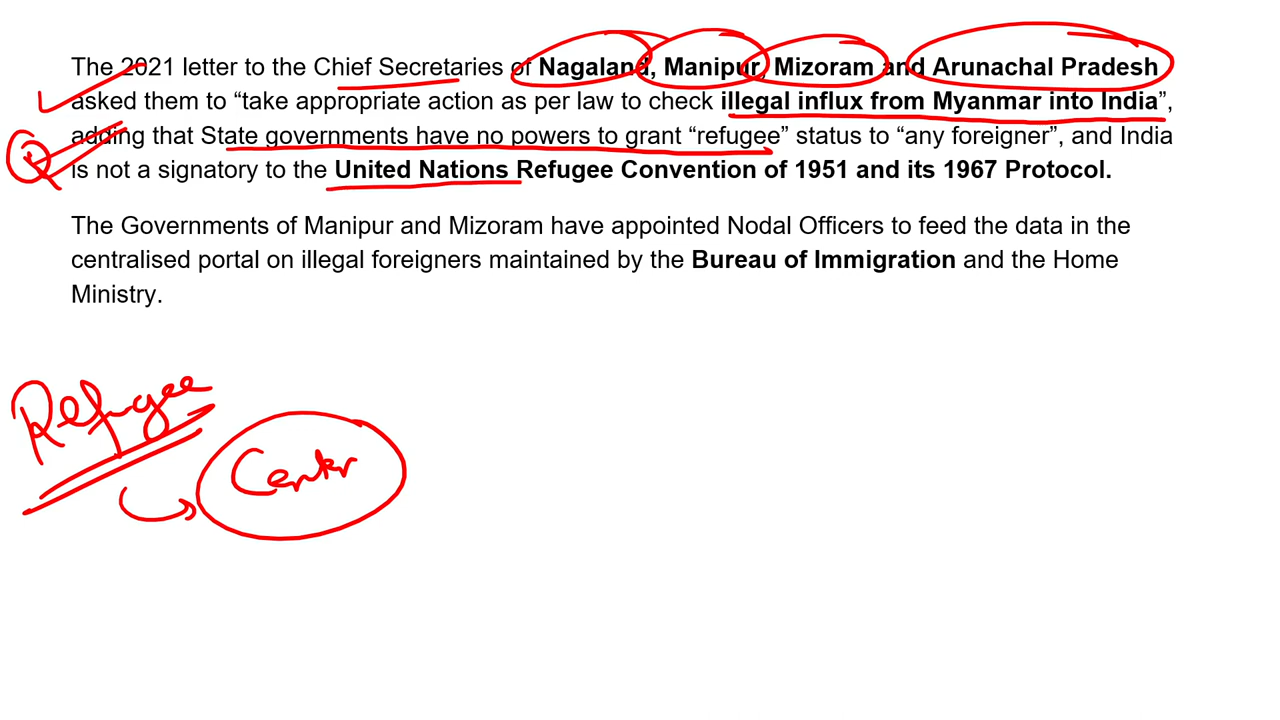 The 2021 letter to the Chief Secretaries of Nagaland, Manipur, Mizoram and Arunachal Pradesh
asked them to “take appropriate action as per law to check illegal influx from Myanmar into India”,
adding that State governments have no powers to grant “refugee” status to “any foreigner”, and India
is not a signatory to the United Nations Refugee Convention of 1951 and its 1967 Protocol.
The Governments of Manipur and Mizoram have appointed Nodal Officers to feed the data in the
centralised portal on illegal foreigners maintained by the Bureau of Immigration and the Home
Ministry.
Refugee